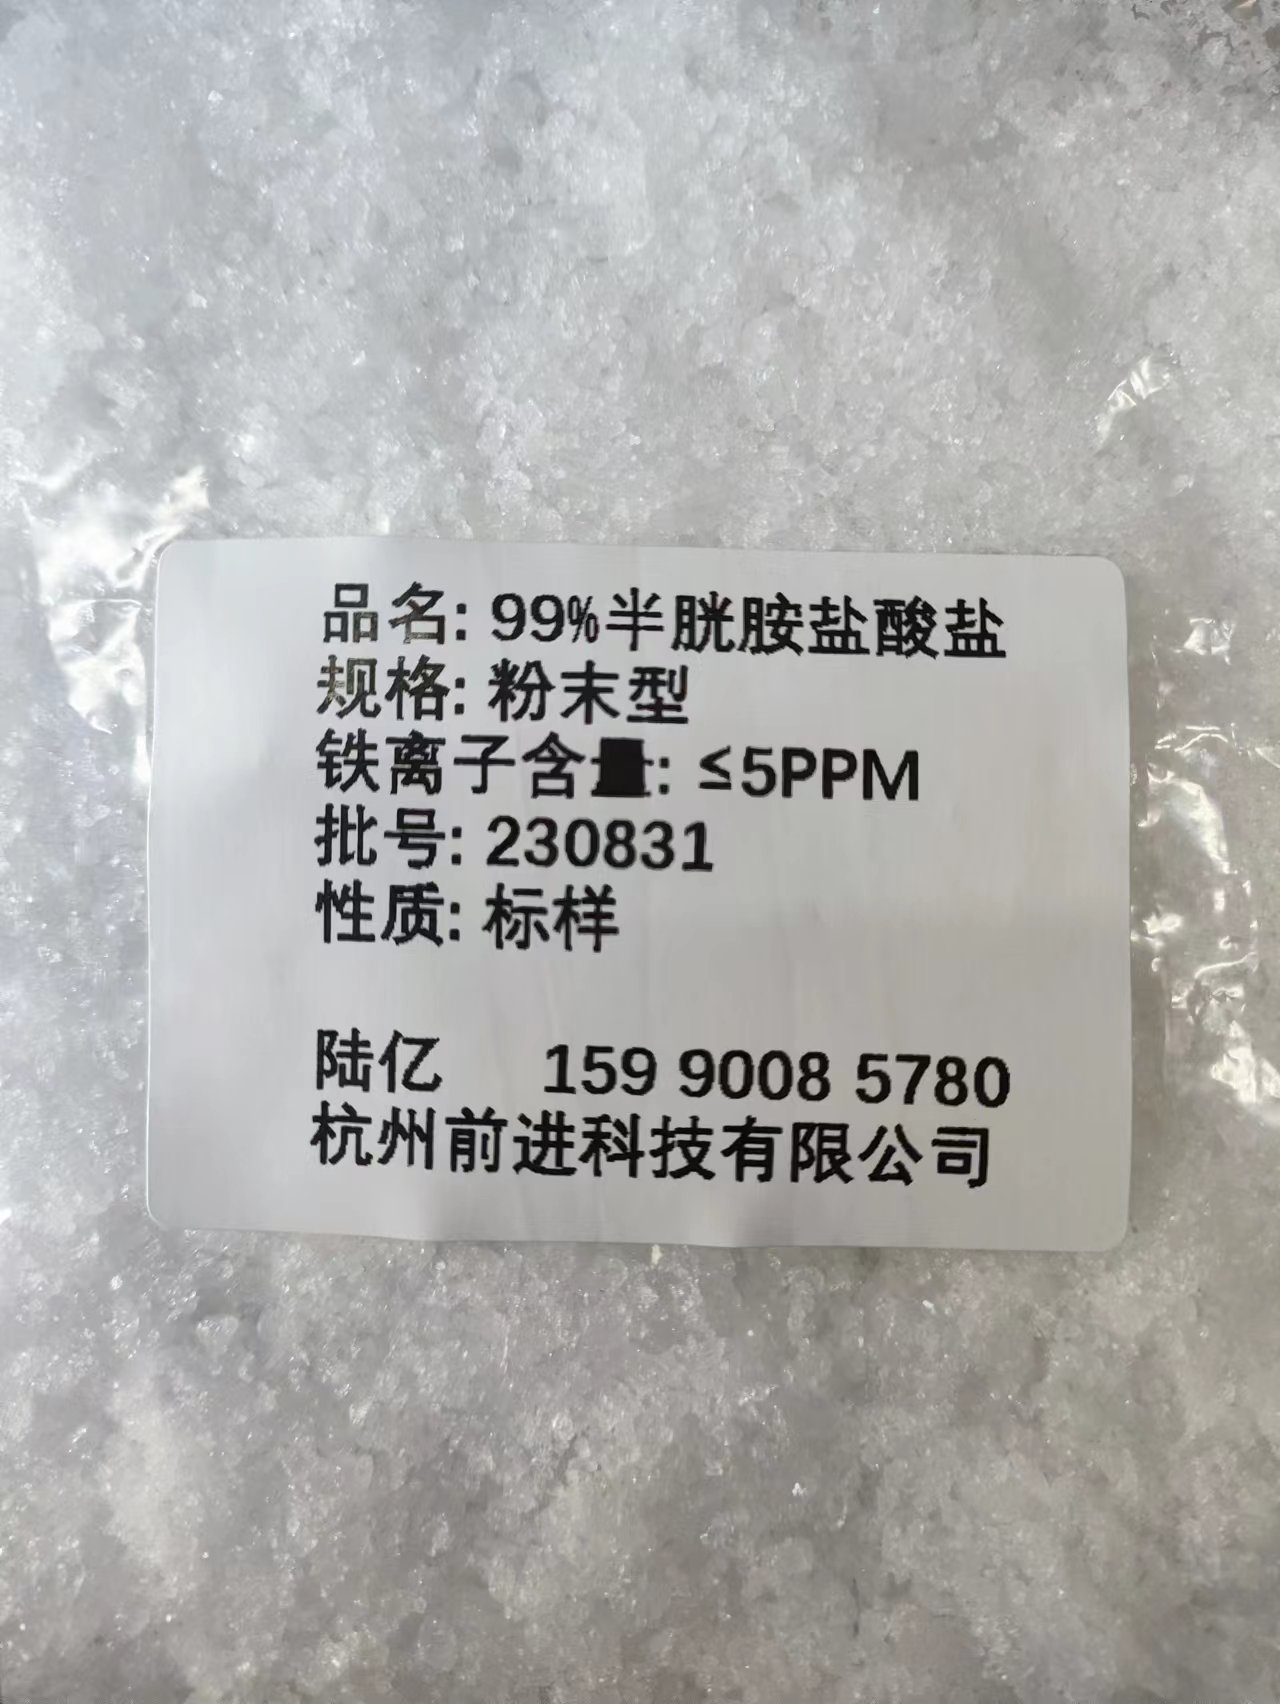 品名: 99%半胱胺盐酸盐
规格: 粉末型
铁离子含量: ≤5PPM
批号: 230831
性质: 标样
陆亿 159 9008 5780
杭州前进科技有限公司